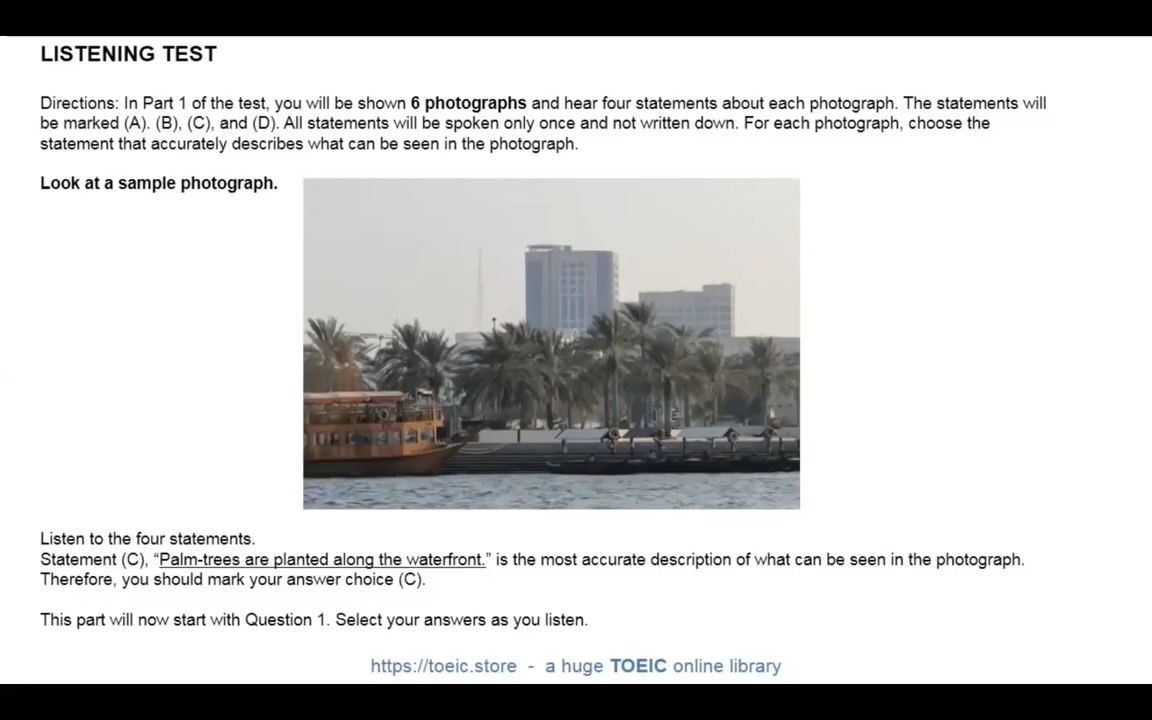 LISTENING TEST
Directions: In Part 1 of the test, you will be shown 6 photographs and hear four statements about each photograph. The statements will
be marked (A). (B), (C), and (D). All statements will be spoken only once and not written down. For each photograph, choose the
statement that accurately describes what can be seen in the photograph.
Look at a sample photograph.
Listen to the four statements.
Statement (C), “Palm-trees are planted along the waterfront.” is the most accurate description of what can be seen in the photograph.
Therefore, you should mark your answer choice (C).
This part will now start with Question 1. Select your answers as you listen.
https://toeic.store - a huge TOEIC online library